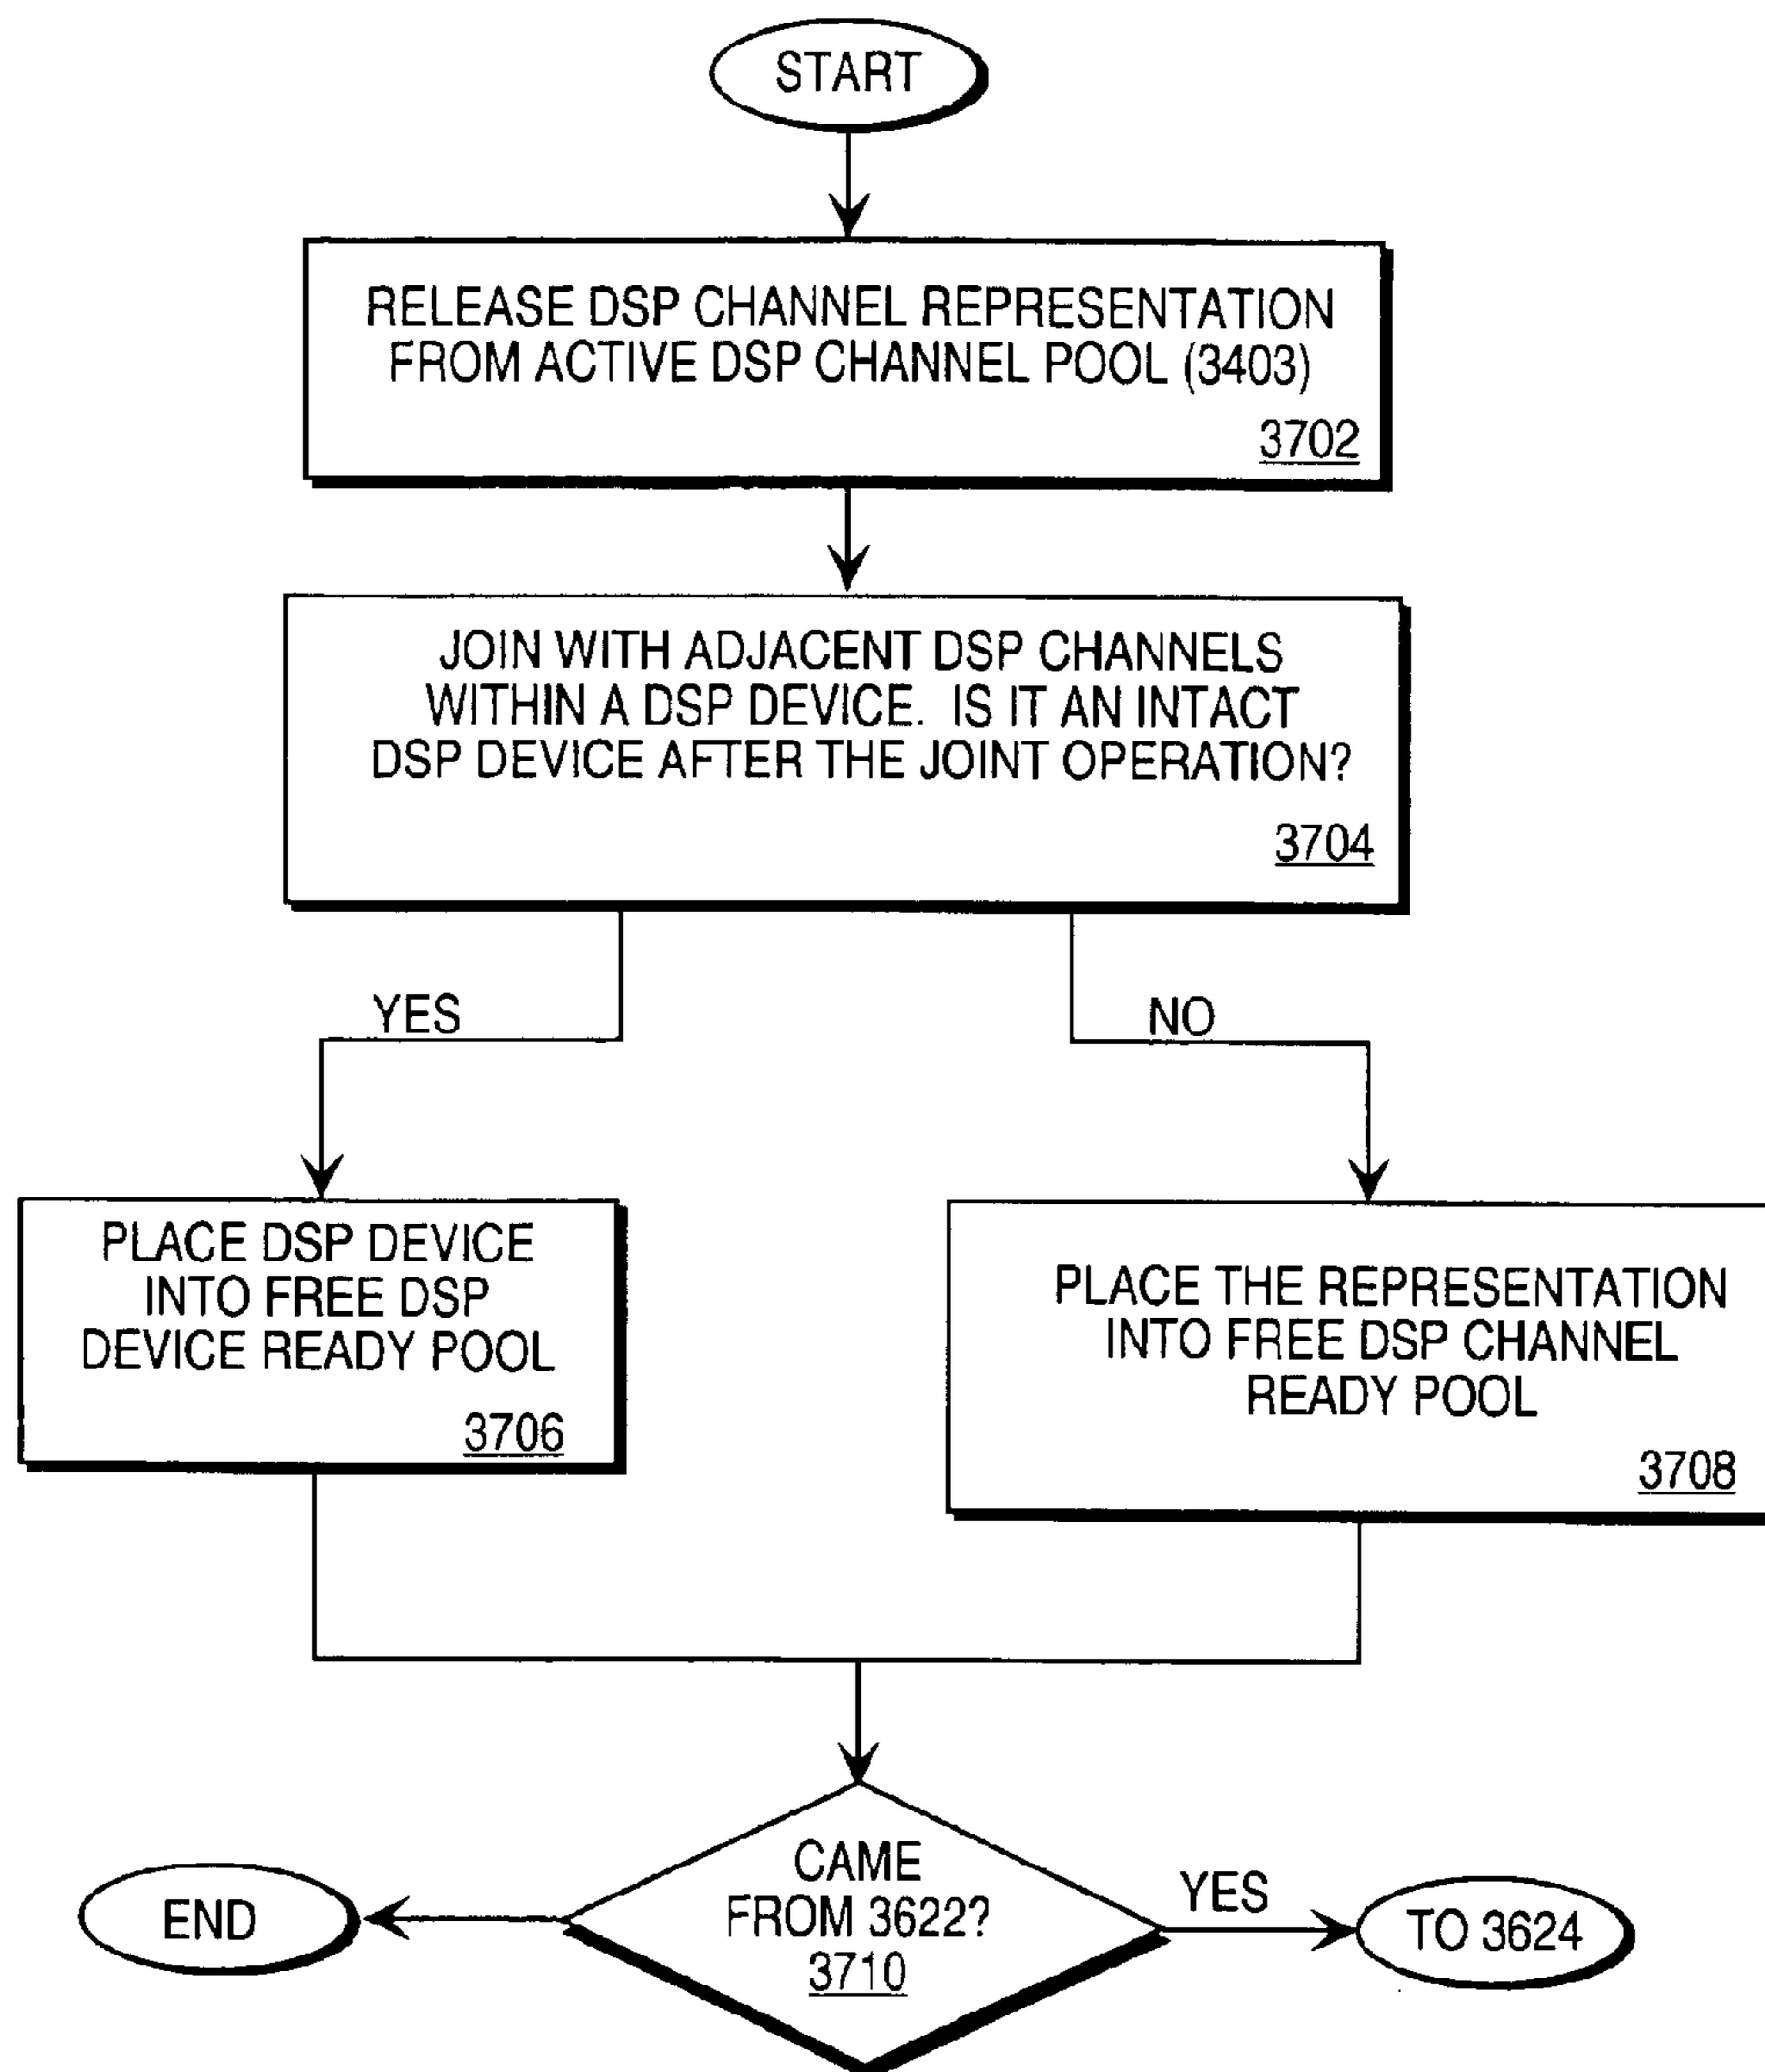 START
RELEASE DSP CHANNEL REPRESENTATION
FROM ACTIVE DSP CHANNEL POOL (3403)
3702
JOIN WITH ADJACENT DSP CHANNELS
WITHIN A DSP DEVICE. IS IT AN INTACT
DSP DEVICE AFTER THE JOINT OPERATION?
3704
YES
NO
PLACE DSP DEVICE
INTO FREE DSP
DEVICE READY POOL
3706
PLACE THE REPRESENTATION
INTO FREE DSP CHANNEL
READY POOL
3708
CAME
FROM 3622?
3710
END
YES
TO 3624